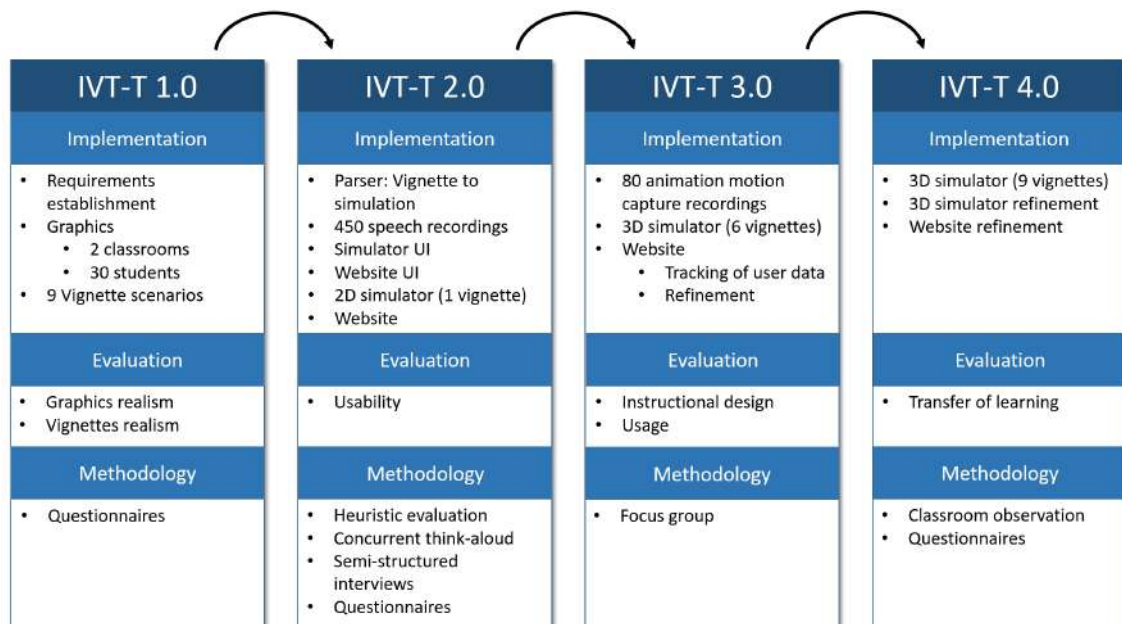 IVT-T 1.0
Implementation
• Requirements
establishment
• Graphics
• 2 classrooms
• 30 students
• 9 Vignette scenarios
Evaluation
• Graphics realism
• Vignettes realism
Methodology
• Questionnaires
IVT-T 2.0
Implementation
• Parser: Vignette to
simulation
• 450 speech recordings
• Simulator UI
• Website UI
• 2D simulator (1 vignette)
• Website
Evaluation
• Usability
Methodology
• Heuristic evaluation
• Concurrent think-aloud
• Semi-structured
interviews
• Questionnaires
IVT-T 3.0
Implementation
• 80 animation motion
capture recordings
• 3D simulator (6 vignettes)
• Website
• Tracking of user data
• Refinement
Evaluation
• Instructional design
• Usage
Methodology
• Focus group
IVT-T 4.0
Implementation
• 3D simulator (9 vignettes)
• 3D simulator refinement
• Website refinement
Evaluation
• Transfer of learning
Methodology
• Classroom observation
• Questionnaires